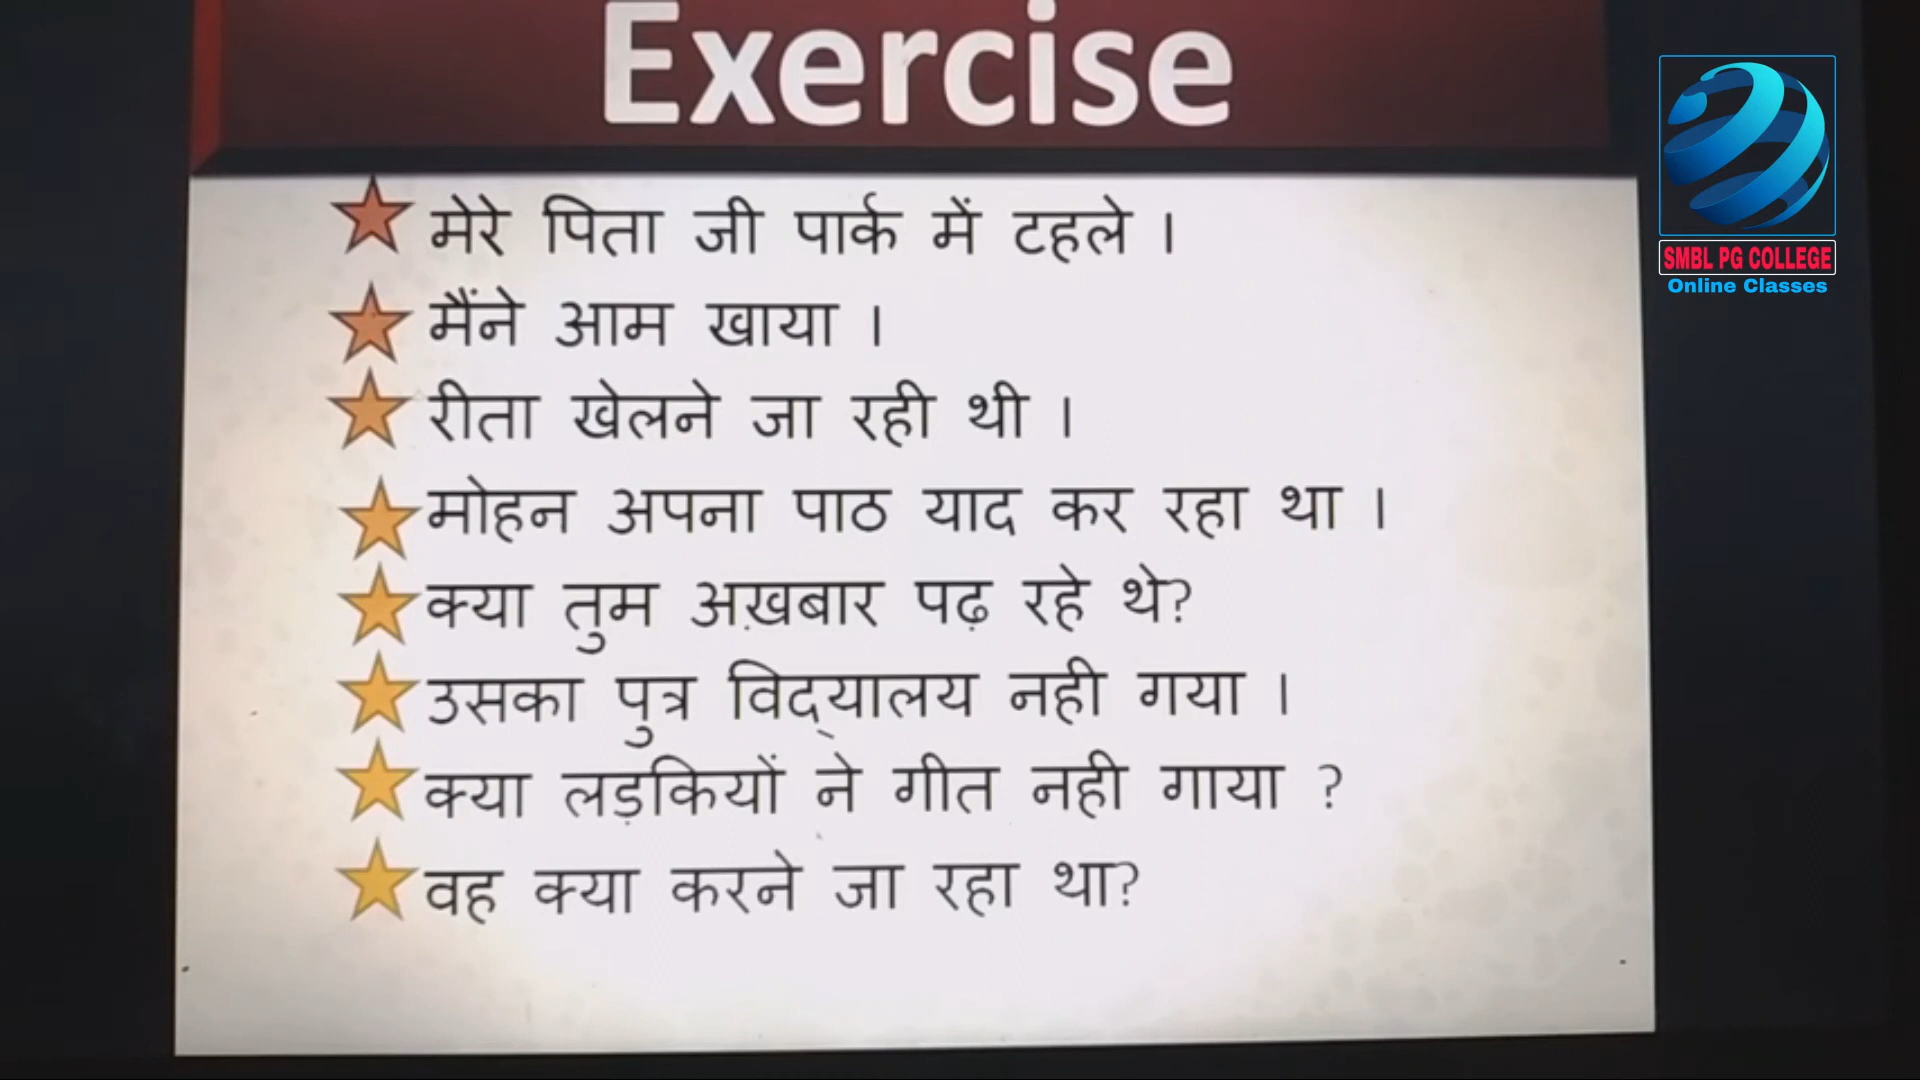 Exercise
मेरे पिता जी पार्क में टहले ।
मैंने आम खाया ।
रीता खेलने जा रही थी ।
मोहन अपना पाठ याद कर रहा था ।
क्या तुम अख़बार पढ़ रहे थे?
उसका पुत्र विद्‌यालय नही गया ।
क्या लड़कियों ने गीत नही गाया ?
वह क्या करने जा रहा था?
SMBL PG COLLEGE
Online Classes